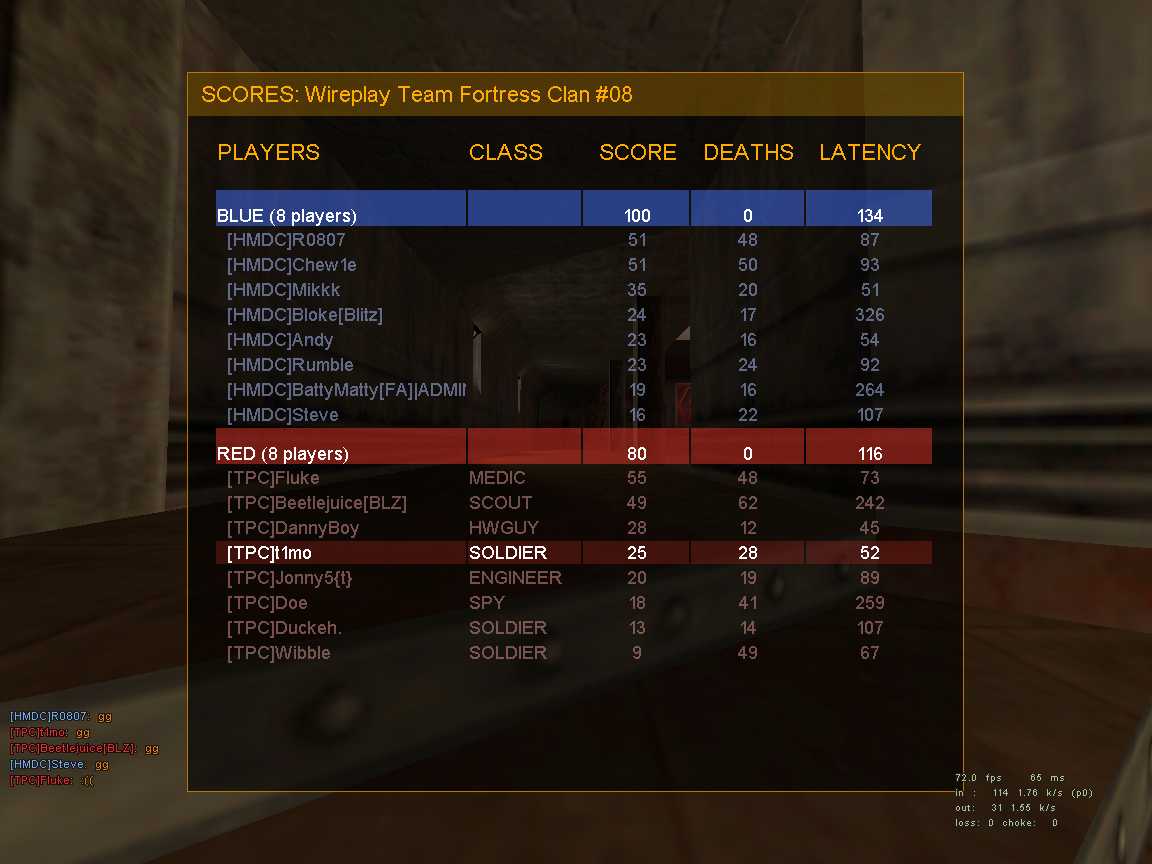 SCORES: Wireplay Team Fortress Clan #08
PLAYERS CLASS SCORE DEATHS LATENCY
BLUE (8 players) 100 0 134
[HMDC]R0807 51 48 87
[HMDC]Chew1e 51 50 93
[HMDC]Mikkk 35 20 51
[HMDC]Bloke[Blitz] 24 17 326
[HMDC]Andy 23 16 54
[HMDC]Rumble 23 24 92
[HMDC]BattyMatty[FA]|ADMII 19 16 264
[HMDC]Steve 16 22 107
RED (8 players) 80 0 116
[TPC]Fluke MEDIC 55 48 73
[TPC]Beetlejuice[BLZ] SCOUT 49 62 242
[TPC]DannyBoy HWGUY 28 12 45
[TPC]t1mo SOLDIER 25 28 52
[TPC]Jonny5{t} ENGINEER 20 19 89
[TPC]Doe SPY 18 41 259
[TPC]Duckeh. SOLDIER 13 14 107
[TPC]Wibble SOLDIER 9 49 67
[HMDC]R0807: gg
[TPC]t1mo: gg
[TPC]Beetlejuice[BLZ]: gg
[HMDC]Steve: gg
[TPC]Fluke: :((
72.0 fps 65 ms
in : 114 1.76 k/s (p0)
out: 31 1.55 k/s
loss: 0 choke: 0